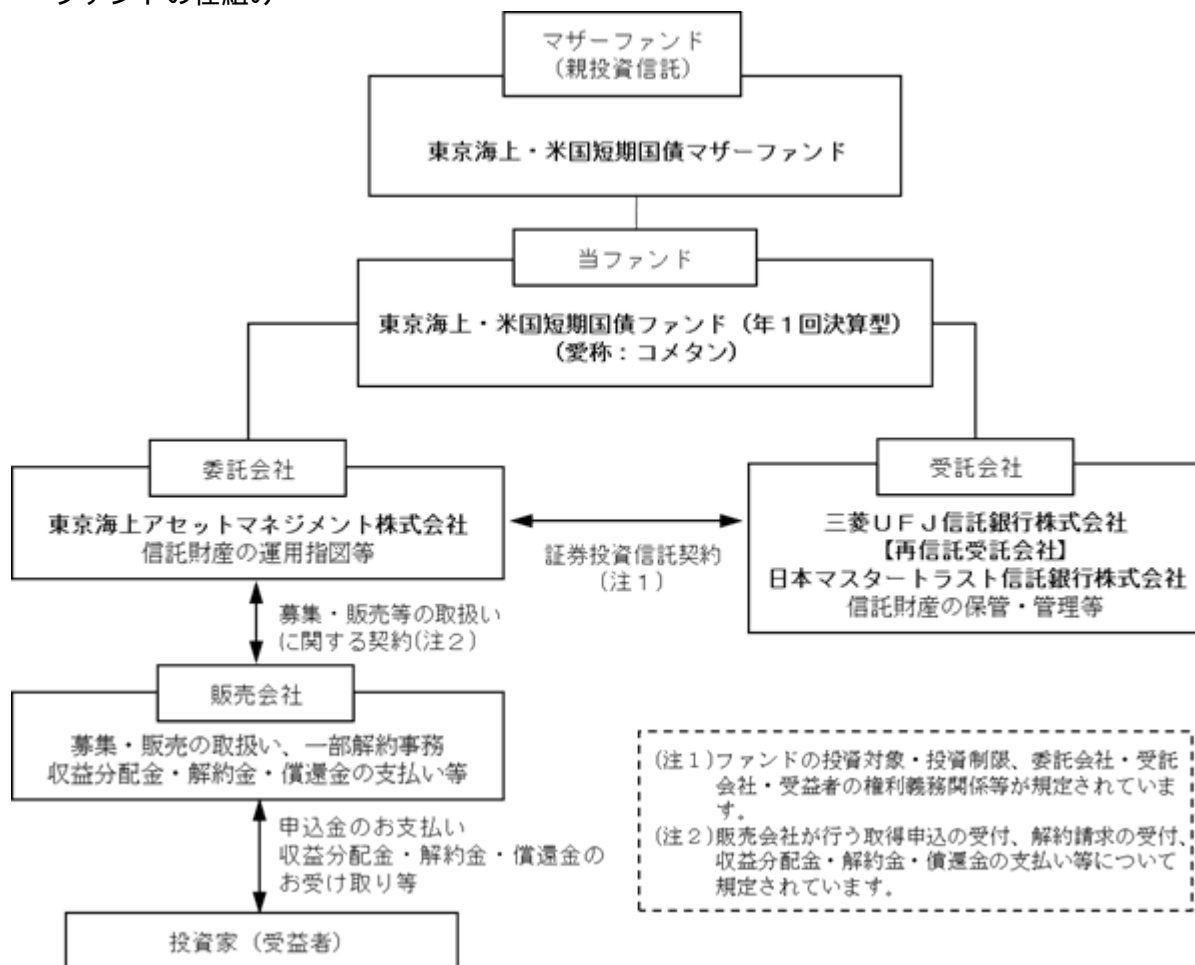 ファンドの仕組み
マザーファンド
（親投資信託）
東京海上・米国短期国債マザーファンド
当ファンド
東京海上・米国短期国債ファンド（年１回決算型）
（愛称：コメタン）
委託会社
東京海上アセットマネジメント株式会社
信託財産の運用指図等
証券投資信託契約
(注１)
受託会社
三菱ＵＦＪ信託銀行株式会社
【再信託受託会社】
日本マスタートラスト信託銀行株式会社
信託財産の保管・管理等
募集・販売等の取扱い
に関する契約(注２)
販売会社
募集・販売の取扱い、一部解約事務
収益分配金・解約金・償還金の支払い等
申込金のお支払い
収益分配金・解約金・償還金の
お受け取り等
投資家（受益者）
(注１)ファンドの投資対象・投資制限、委託会社・受託
会社・受益者の権利義務関係等が規定されていま
す。
(注２)販売会社が行う取得申込の受付、解約請求の受付、
収益分配金・解約金・償還金の支払い等について
規定されています。